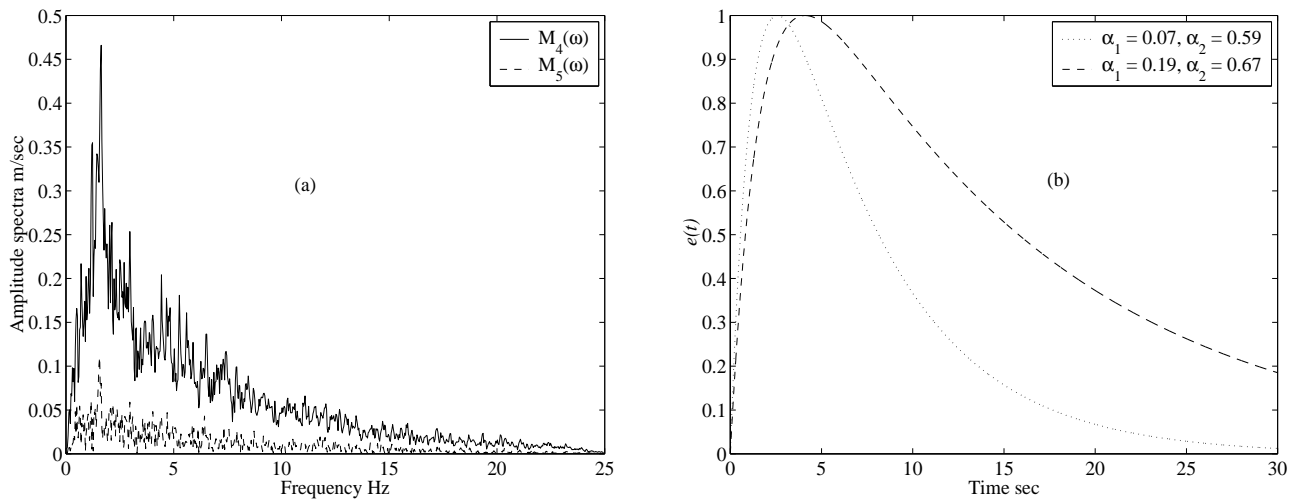 0.5
0.45
0.4
0.35
0.3
0.25
0.2
0.15
0.1
0.05
0
Amplitude spectra m/sec
M4(ω)
M5(ω)
(a)
0 5 10 15 20 25
Frequency Hz
1
0.9
0.8
0.7
0.6
0.5
0.4
0.3
0.2
0.1
0
e(t)
α1 = 0.07, α2 = 0.59
α1 = 0.19, α2 = 0.67
(b)
0 5 10 15 20 25 30
Time sec